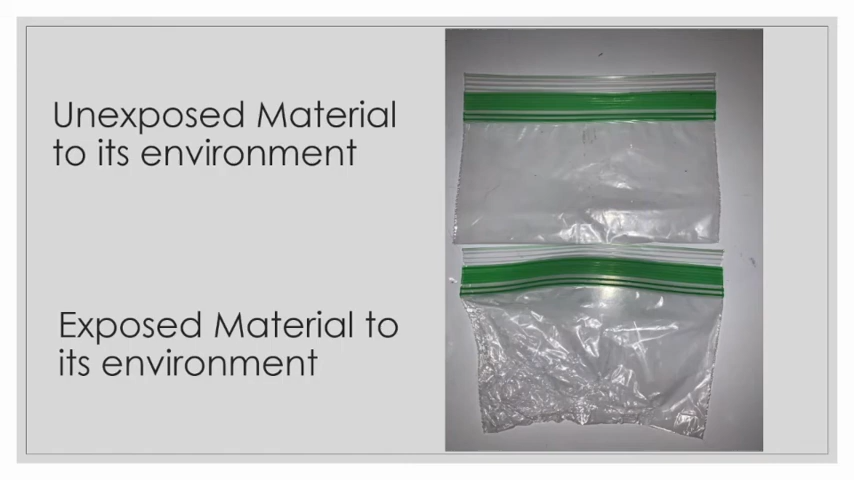 Unexposed Material
to its environment
Exposed Material to
its environment